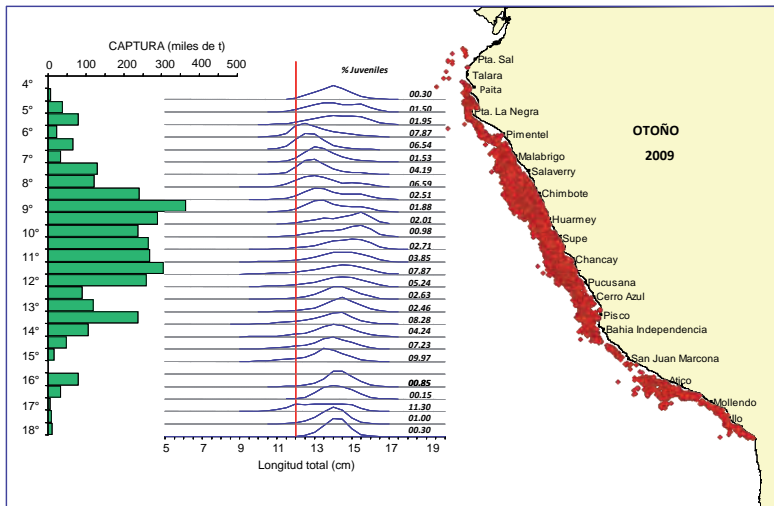 CAPTURA (miles de t)
0 100 200 300 400 500
% Juveniles
4°
5°
6°
7°
8°
9°
10°
11°
12°
13°
14°
15°
16°
17°
18°
00.30
01.50
01.95
07.87
06.54
01.53
04.19
06.59
02.51
01.88
02.01
00.98
02.71
03.85
07.87
05.24
02.63
02.46
08.28
04.24
07.23
09.97
00.85
00.15
11.30
01.00
00.30
5 7 9 11 13 15 17 19
Longitud total (cm)
Pta. Sal
Talara
Paita
Pta. La Negra
Pimentel
Malabrigo
Salaverry
Chimbote
Huarmey
Supe
Chancay
Pucusana
Cerro Azul
Pisco
Bahia Independencia
San Juan Marcona
Atico
Mollendo
Ilo
OTOÑO
2009